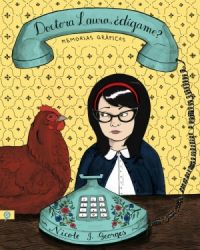 Doctora Laura, ¿dígame?
MEMORIAS GRÁFICAS
Nicole J. Georges